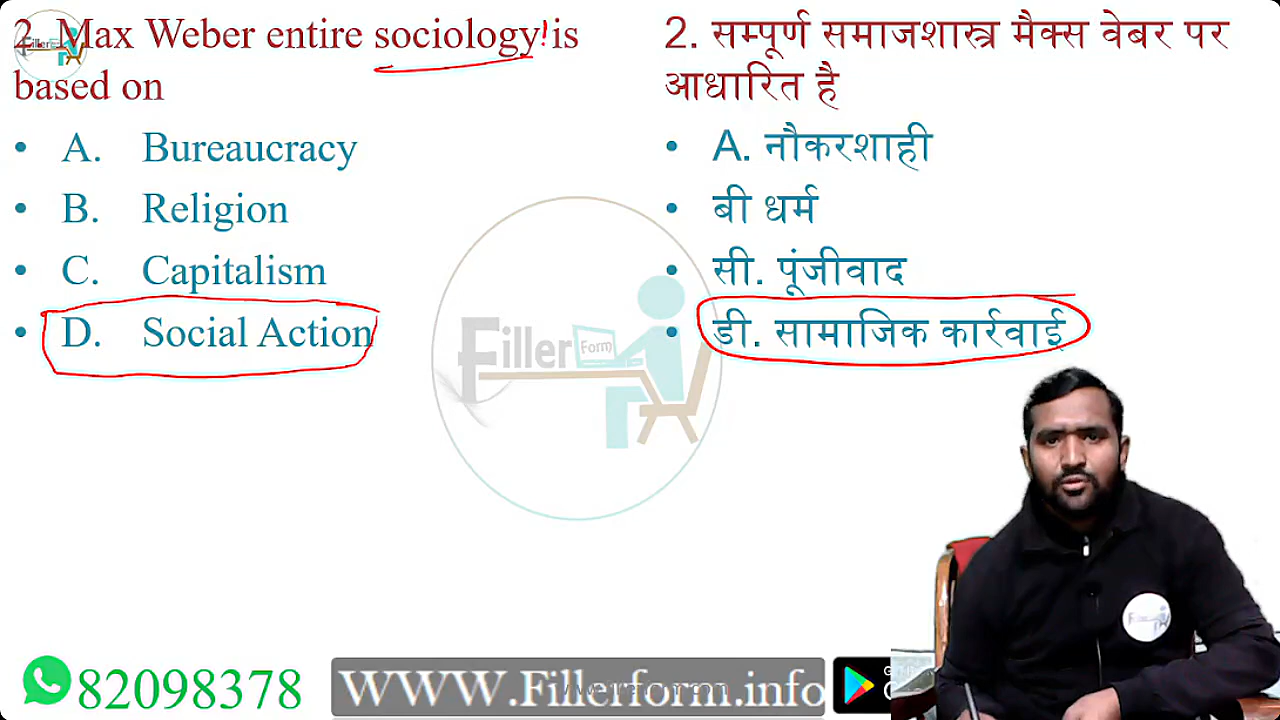 2. Max Weber entire sociology is
based on
• A. Bureaucracy
• B. Religion
• C. Capitalism
• D. Social Action
2. सम्पूर्ण समाजशास्त्र मैक्स वेबर पर
आधारित है
• A. नौकरशाही
• बी धर्म
• सी. पूंजीवाद
• डी. सामाजिक कार्रवाई
Filler Form
82098378
WWW.Fillerform.info